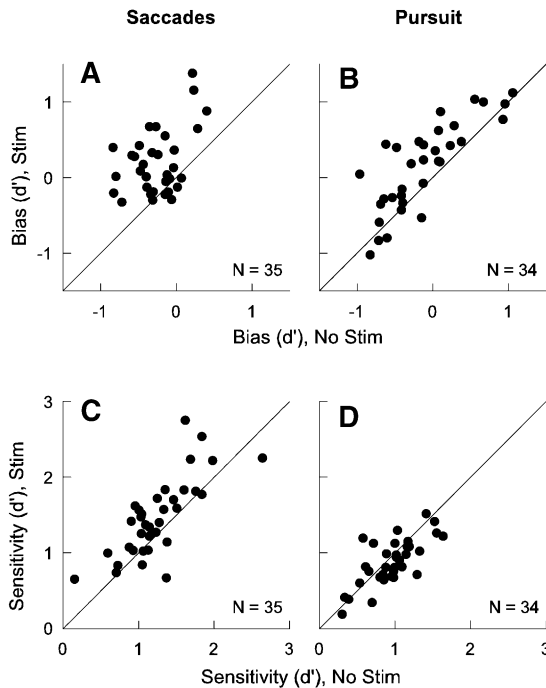 Saccades
Pursuit
A
B
1
0
-1
Bias (d'), Stim
N = 35
N = 34
-1 0 1
-1 0 1
Bias (d'), No Stim
C
D
3
2
1
0
Sensitivity (d'), Stim
N = 35
N = 34
0 1 2 3
0 1 2 3
Sensitivity (d'), No Stim